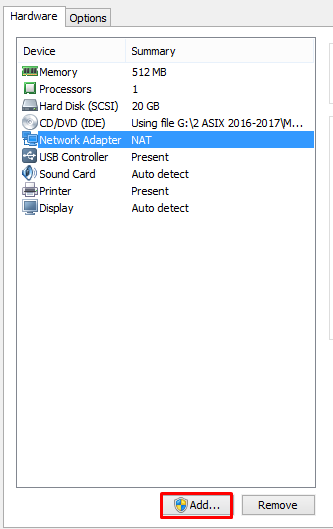 Hardware Options
Device Summary
Memory 512 MB
Processors 1
Hard Disk (SCSI) 20 GB
CD/DVD (IDE) Using file G:\2 ASIX 2016-2017\M...
Network Adapter NAT
USB Controller Present
Sound Card Auto detect
Printer Present
Display Auto detect
Add... Remove